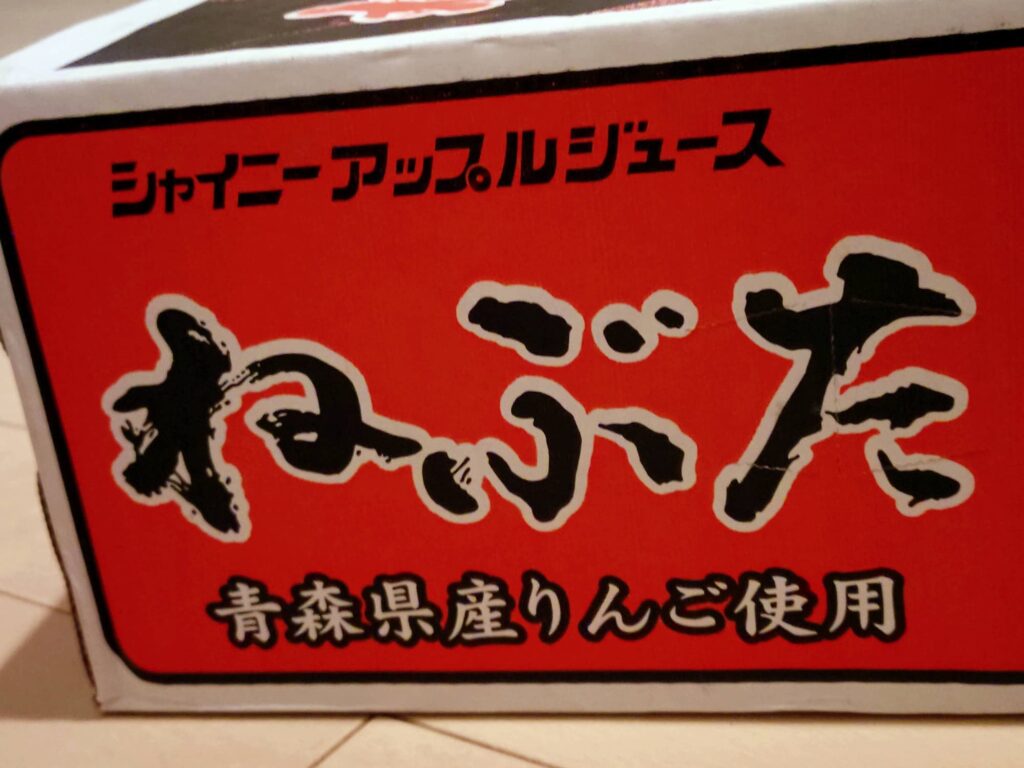 シャイニーアップルジュース
ねぶた
青森県産りんご使用